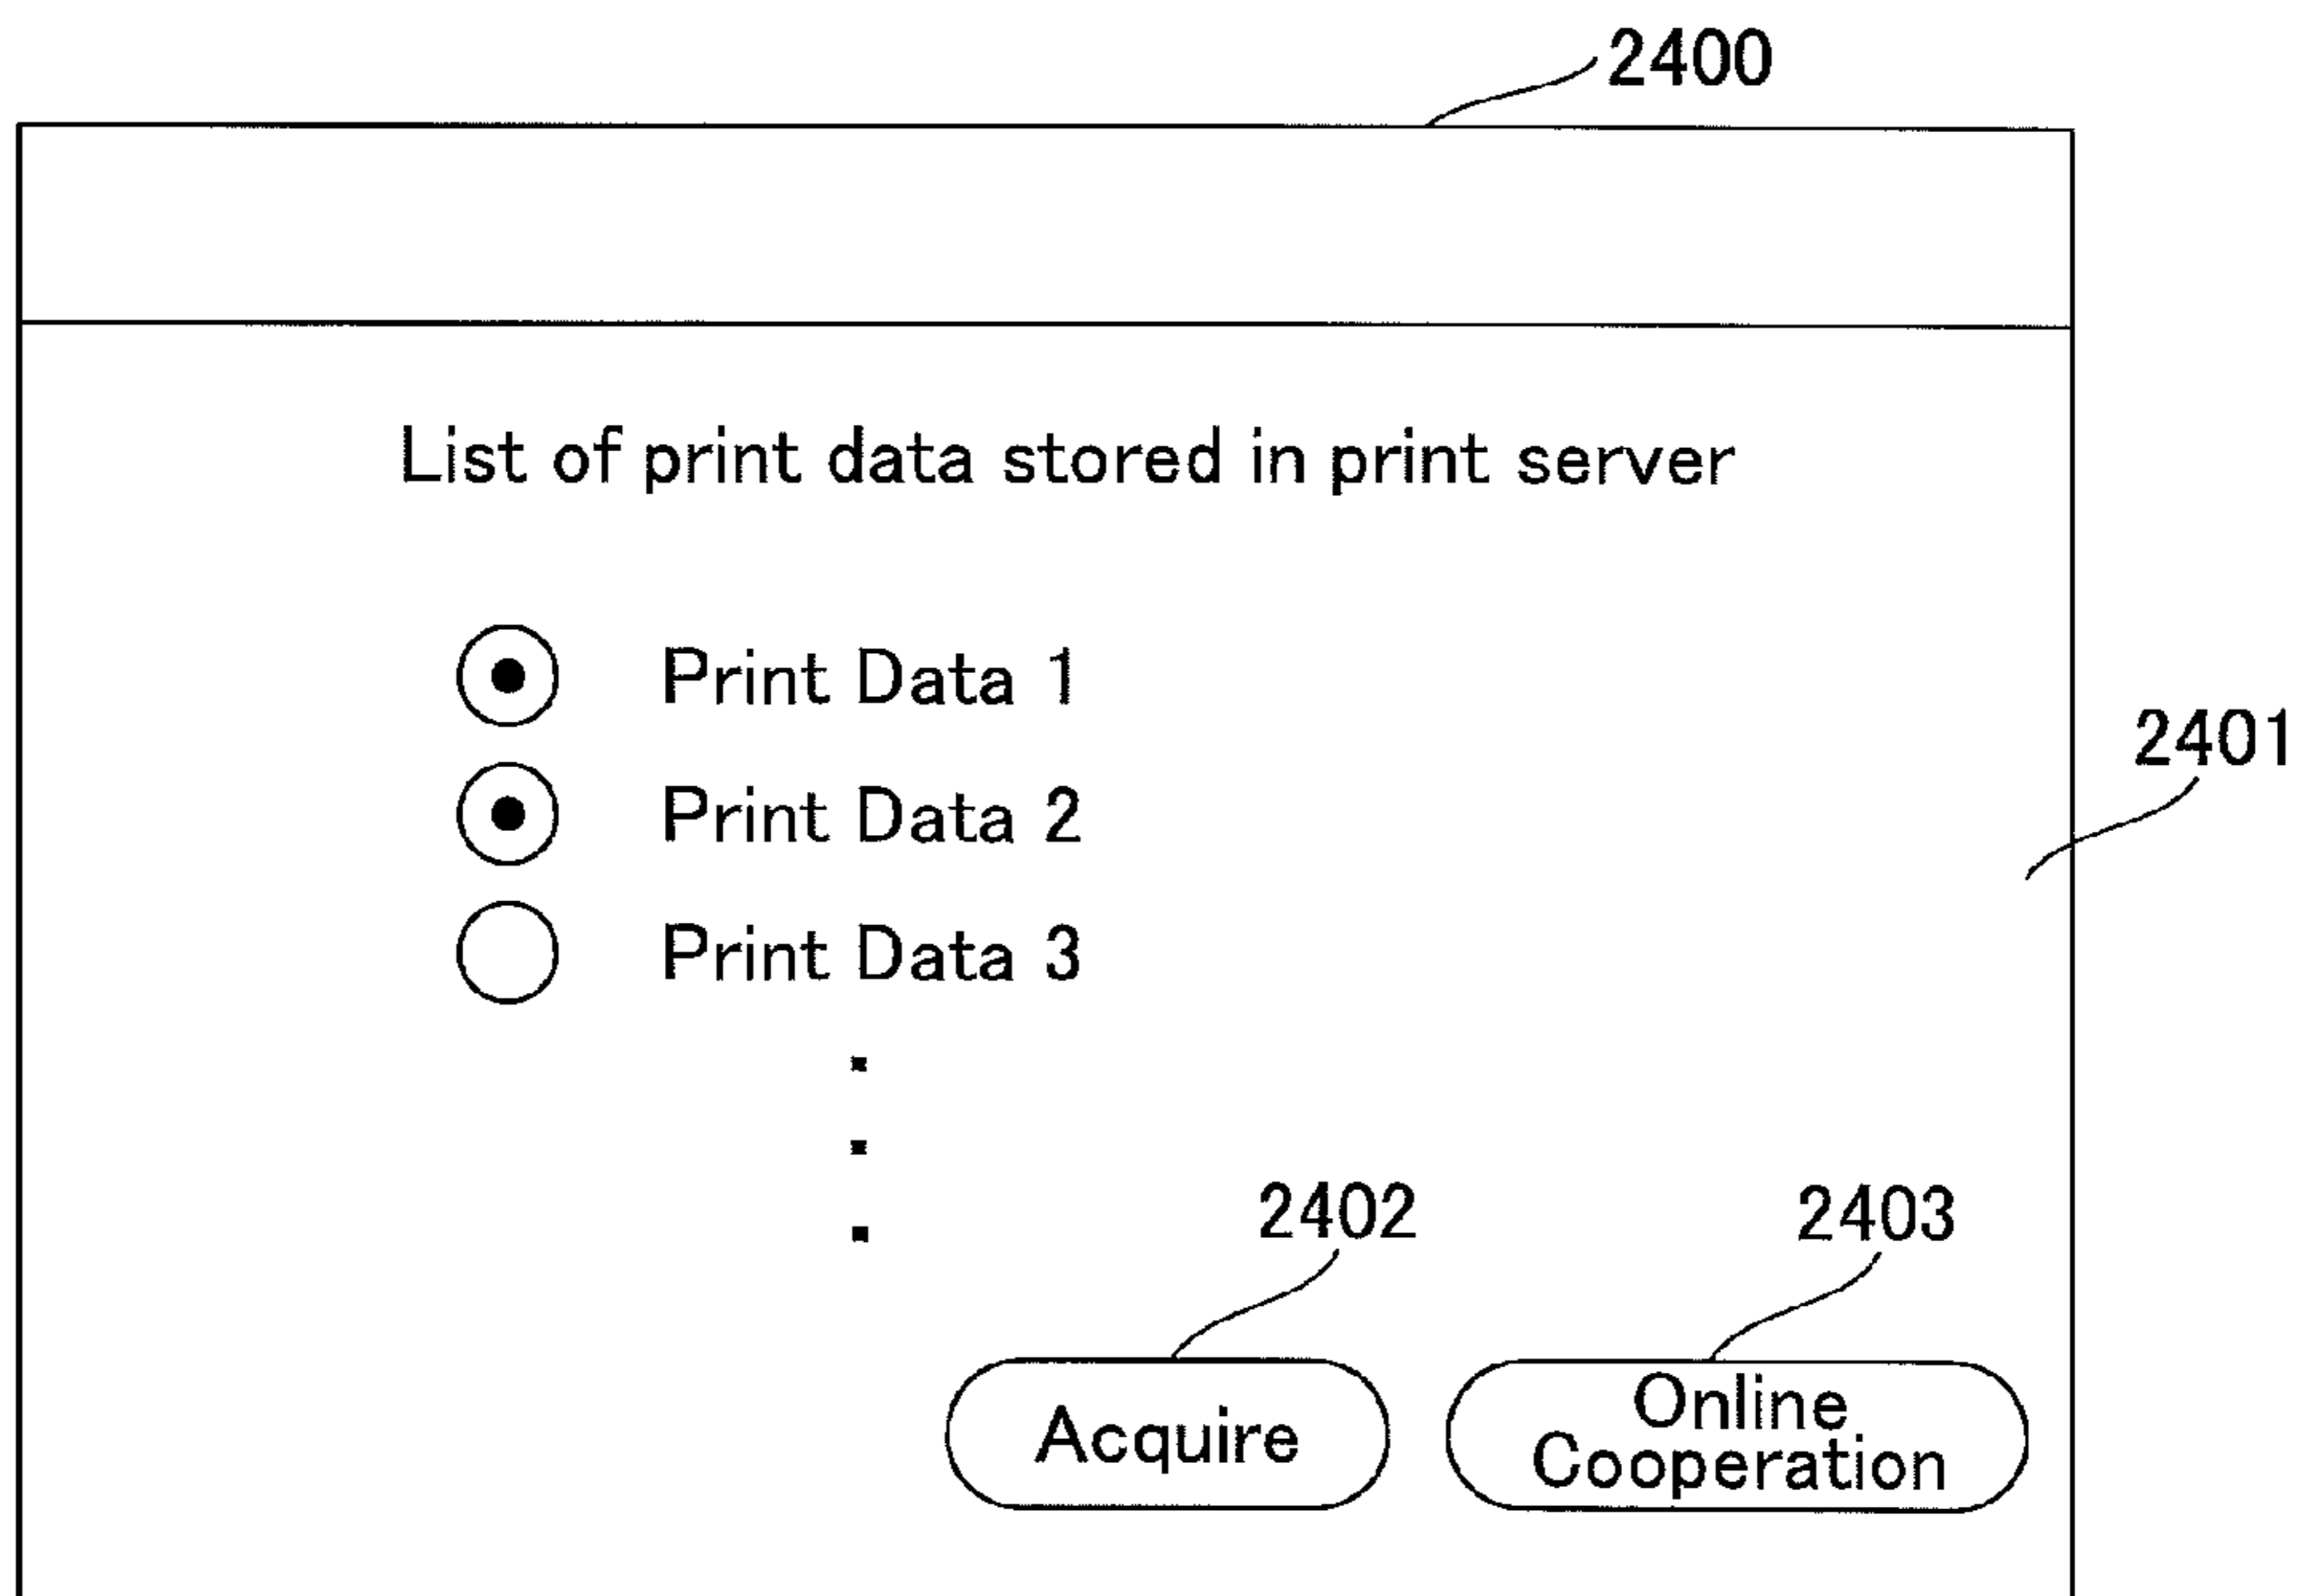 2400
List of print data stored in print server
Print Data 1
2401
Print Data 2
Print Data 3
2402
2403
Acquire
Online
Cooperation